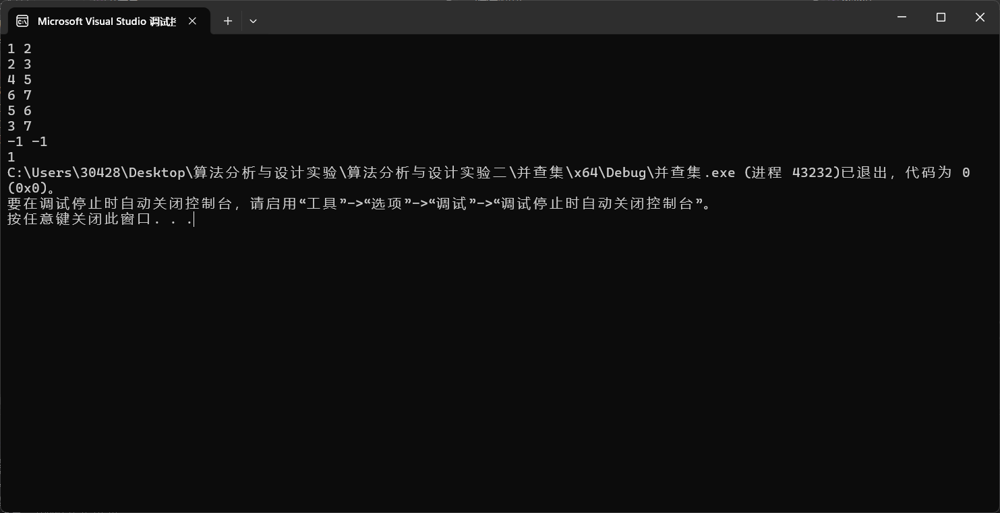 Microsoft Visual Studio 调试
1 2
2 3
4 5
6 7
5 6
3 7
-1 -1
1
C:\Users\30428\Desktop\算法分析与设计实验\算法分析与设计实验二\并查集\x64\Debug\并查集.exe (进程 43232)已退出，代码为 0
(0x0)。
要在调试停止时自动关闭控制台，请启用“工具”->“选项”->“调试”->“调试停止时自动关闭控制台”。
按任意键关闭此窗口. . .